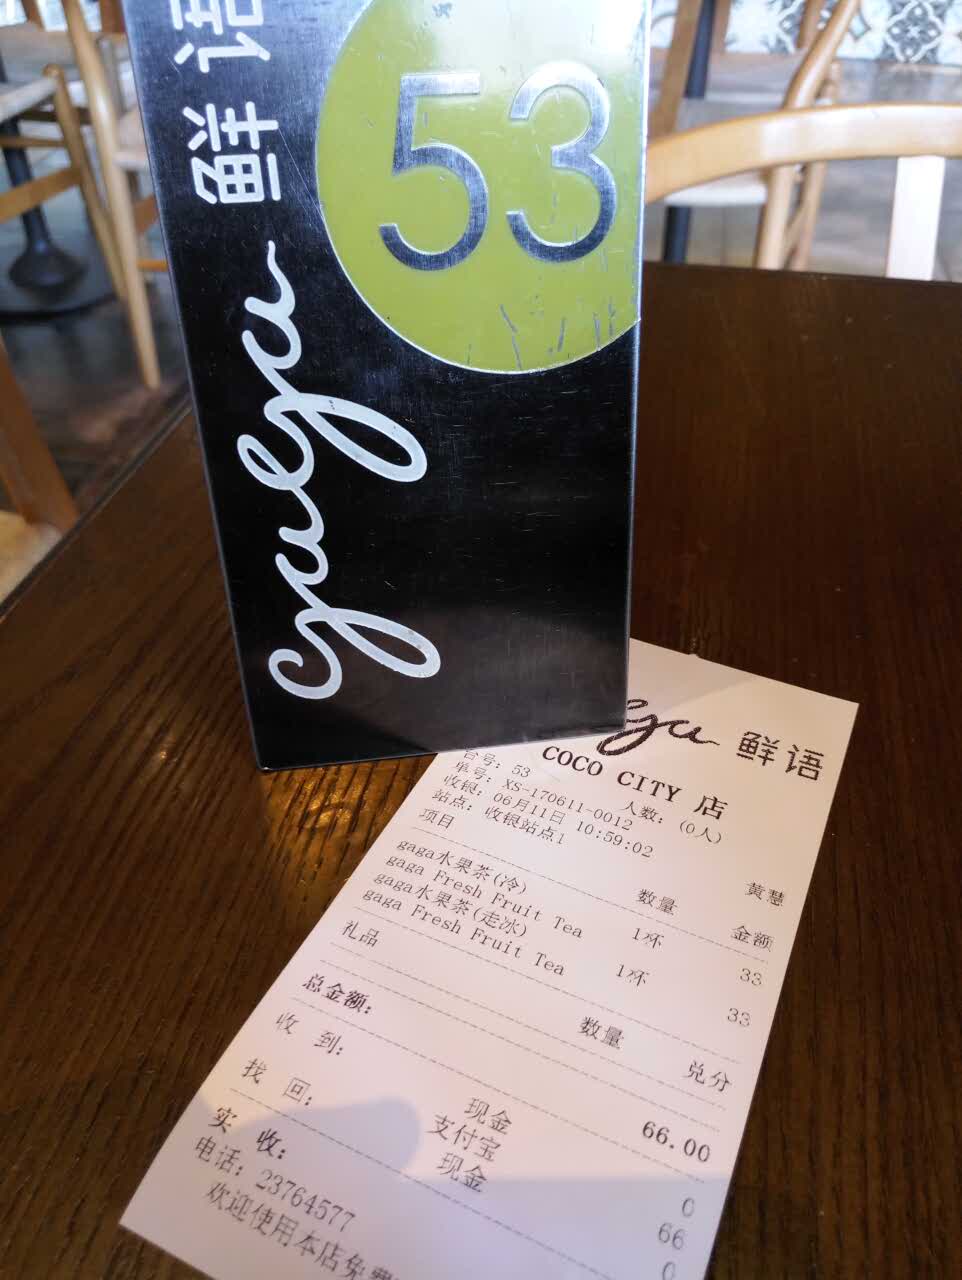 鲜语
53
gaga
gaga 鲜语
COCO CITY 店
台号: 53
人数: (0人)
单号: XS-170611-0012
收银: 06月11日 10:59:02
黄慧
站点: 收银站点1
项目 数量 金额
gaga水果茶(冷) 1杯 33
gaga Fresh Fruit Tea
gaga水果茶(走冰) 1杯 33
gaga Fresh Fruit Tea
礼品 数量 兑分
总金额: 66.00
收 到: 现金 0
支付宝 66
找 回: 现金 0
实 收:
电话: 23764577
欢迎使用本店免费